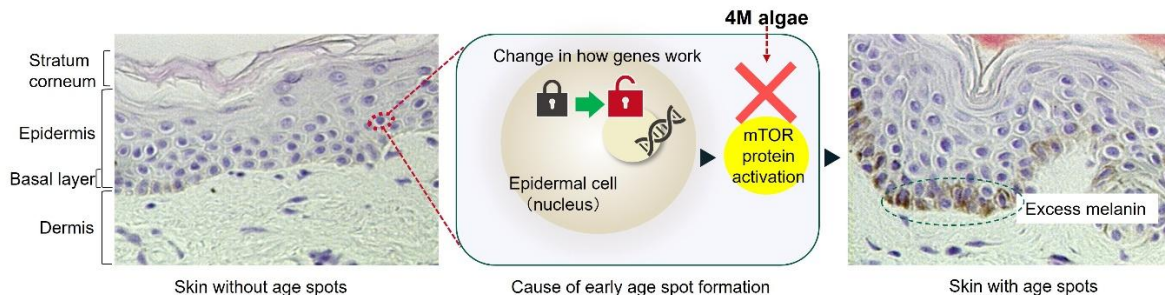 4M algae
Stratum
corneum
Epidermis
Basal layer
Dermis
Change in how genes work
Epidermal cell
（nucleus）
mTOR
protein
activation
Excess melanin
Skin without age spots
Cause of early age spot formation
Skin with age spots